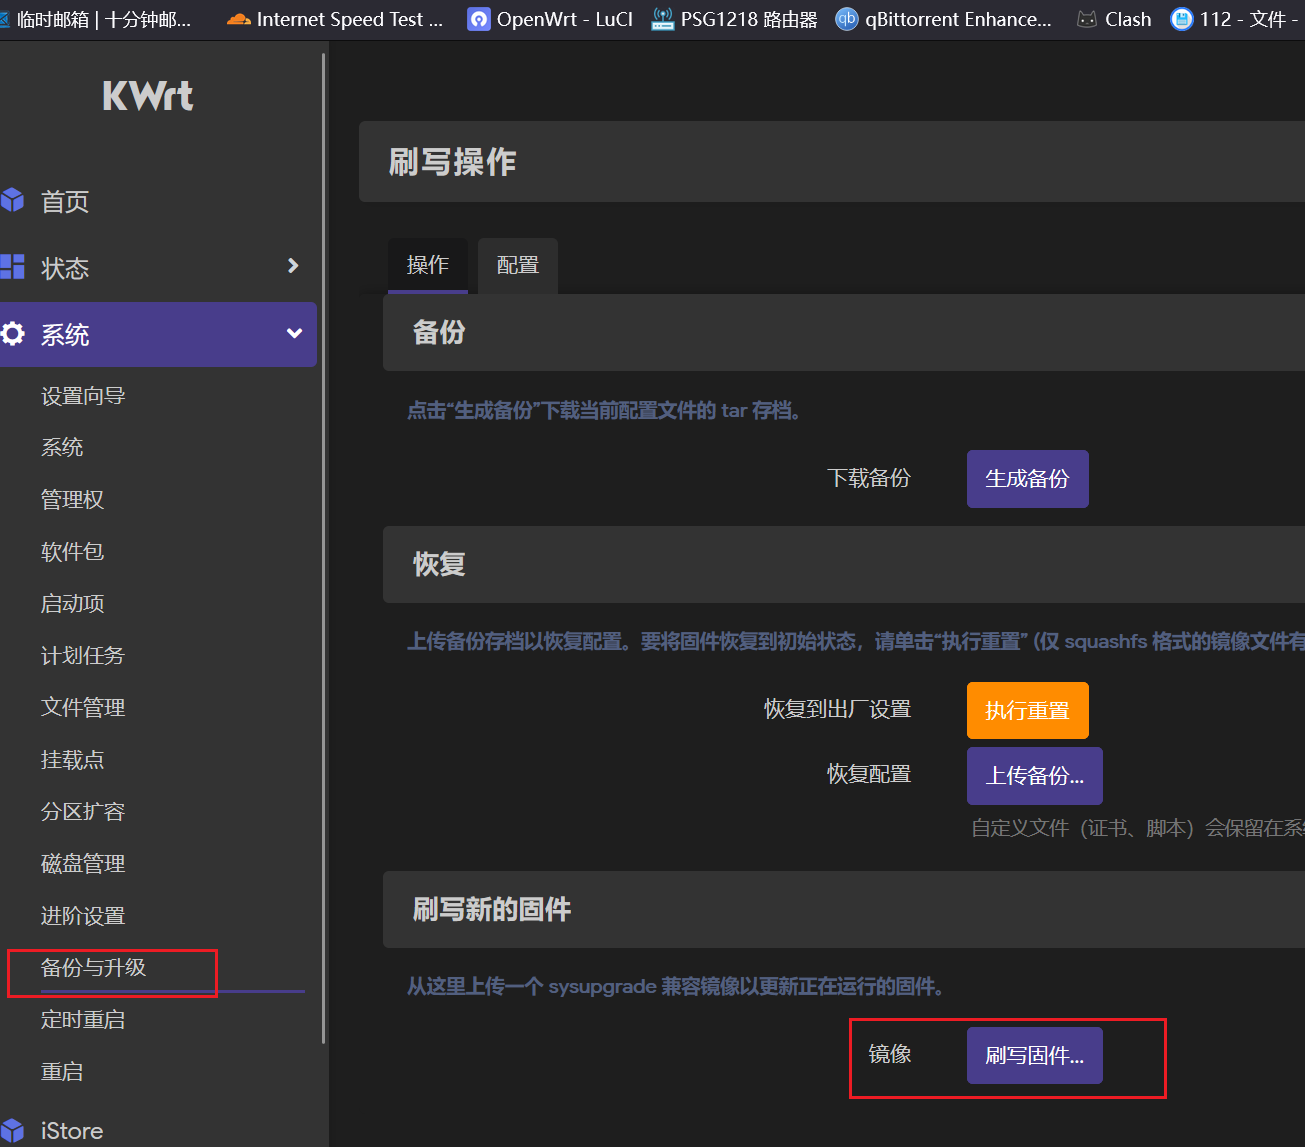 临时邮箱 | 十分钟邮... Internet Speed Test ... OpenWrt - LuCI PSG1218 路由器 qBittorrent Enhance... Clash 112 - 文件 -
KWrt
首页
状态
系统
设置向导
系统
管理权
软件包
启动项
计划任务
文件管理
挂载点
分区扩容
磁盘管理
进阶设置
备份与升级
定时重启
重启
iStore
刷写操作
操作 配置
备份
点击“生成备份”下载当前配置文件的 tar 存档。
下载备份 生成备份
恢复
上传备份存档以恢复配置。要将固件恢复到初始状态，请单击“执行重置” (仅 squashfs 格式的镜像文件有
恢复到出厂设置 执行重置
恢复配置 上传备份...
自定义文件（证书、脚本）会保留在系
刷写新的固件
从这里上传一个 sysupgrade 兼容镜像以更新正在运行的固件。
镜像 刷写固件...